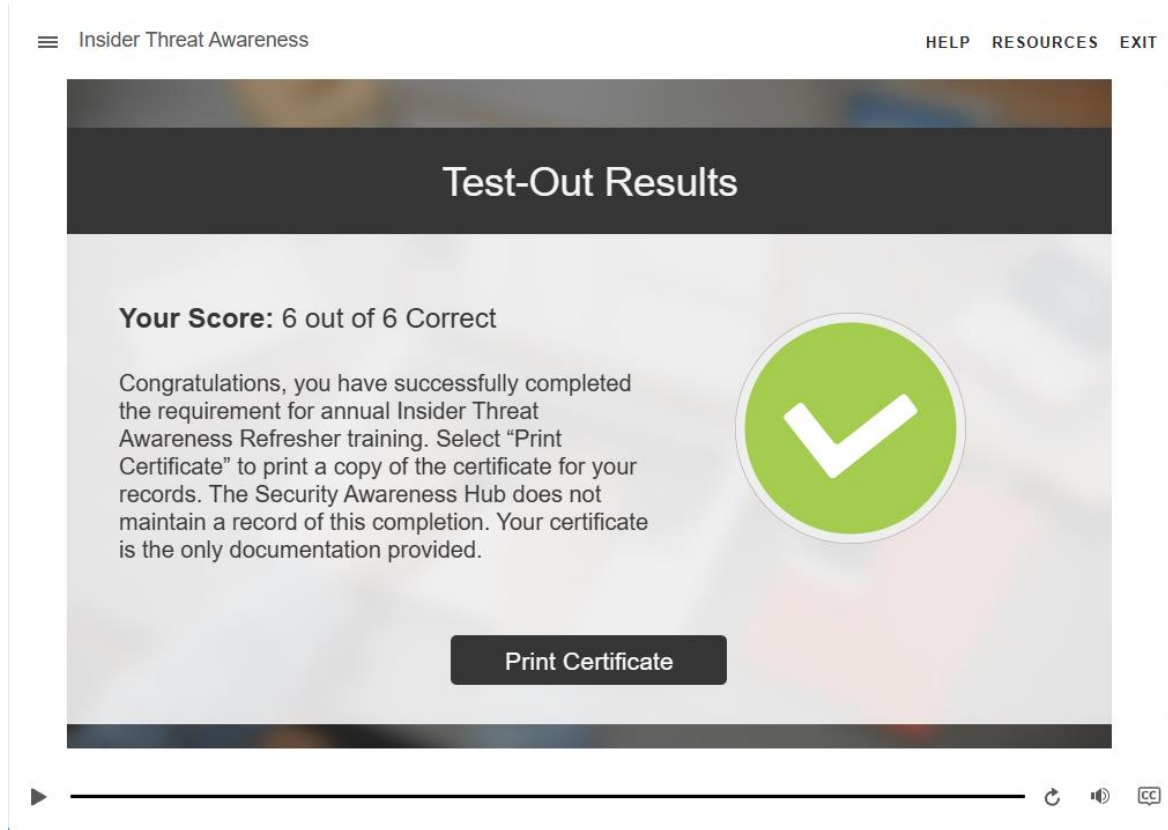 Insider Threat Awareness
HELP RESOURCES EXIT
Test-Out Results
Your Score: 6 out of 6 Correct
Congratulations, you have successfully completed
the requirement for annual Insider Threat
Awareness Refresher training. Select “Print
Certificate” to print a copy of the certificate for your
records. The Security Awareness Hub does not
maintain a record of this completion. Your certificate
is the only documentation provided.
Print Certificate
CC